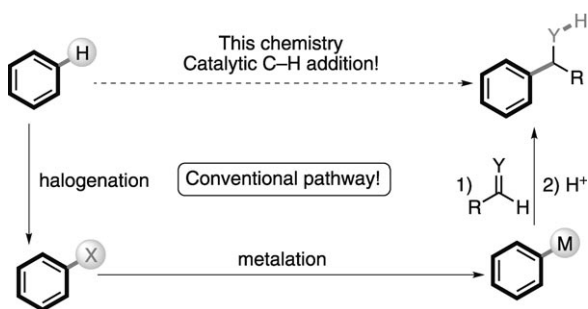 H
This chemistry
Catalytic C–H addition!
Y
H
R
halogenation
Conventional pathway!
1)
Y
R
H
2) H⁺
X
metalation
M